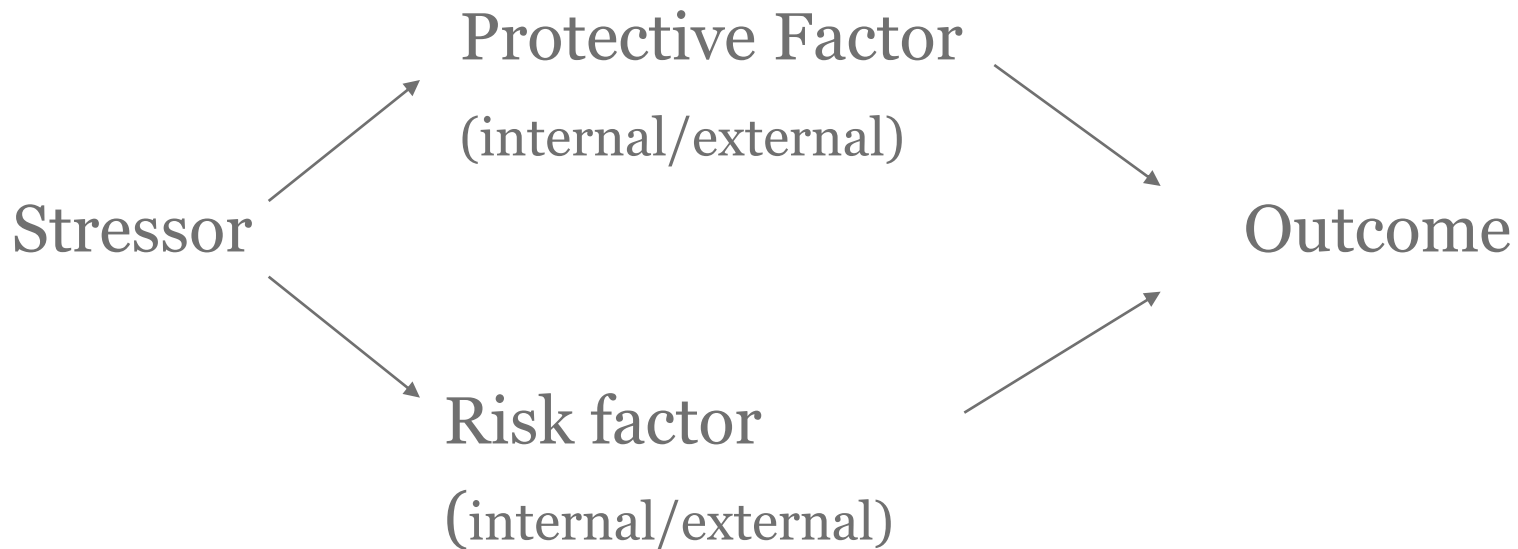 Protective Factor
(internal/external)
Stressor
Outcome
Risk factor
(internal/external)